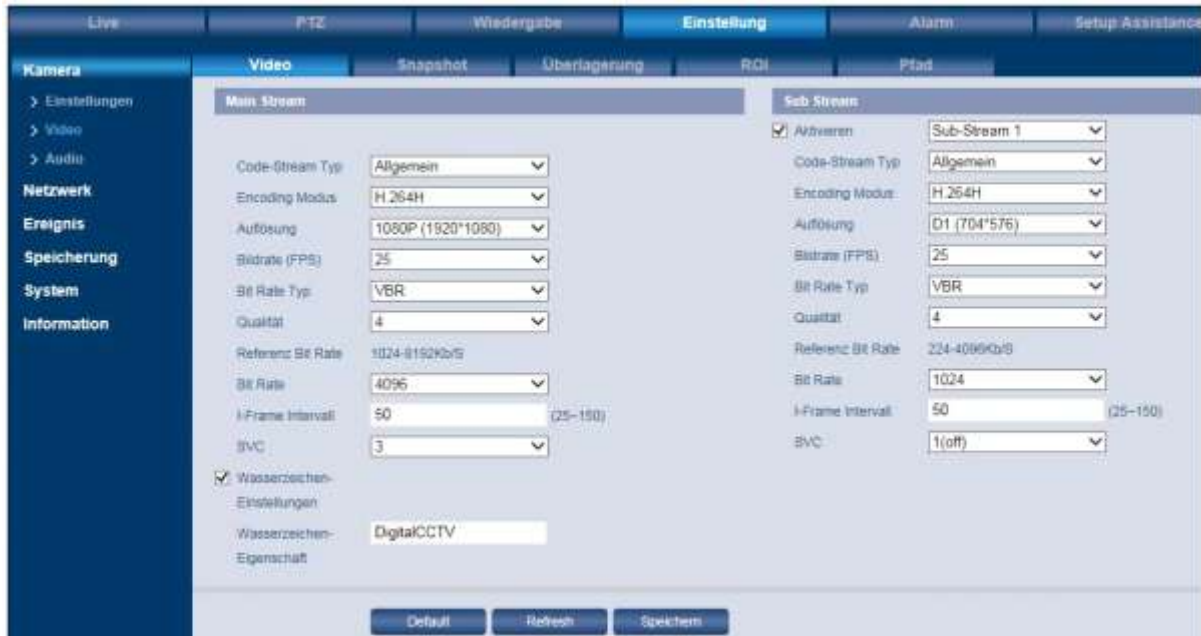 Live PTZ Wiedergabe Einstellung Alarm Setup Assistance
Kamera
> Einstellungen
> Video
> Audio
Netzwerk
Ereignis
Speicherung
System
Information
Video Snapshot Überlagerung ROI Pfad
Main Stream
Code-Stream Typ Allgemein
Encoding Modus H.264H
Auflösung 1080P (1920*1080)
Bildrate (FPS) 25
Bit Rate Typ VBR
Qualität 4
Referenz Bit Rate 1024-8192Kb/S
Bit Rate 4096
I-Frame Intervall 50 (25~150)
SVC 3
Wasserzeichen-
Einstellungen
Wasserzeichen- DigitalCCTV
Eigenschaft
Sub Stream
Aktivieren Sub-Stream 1
Code-Stream Typ Allgemein
Encoding Modus H.264H
Auflösung D1 (704*576)
Bildrate (FPS) 25
Bit Rate Typ VBR
Qualität 4
Referenz Bit Rate 224-4096Kb/S
Bit Rate 1024
I-Frame Intervall 50 (25~150)
SVC 1(off)
Default Refresh Speichern